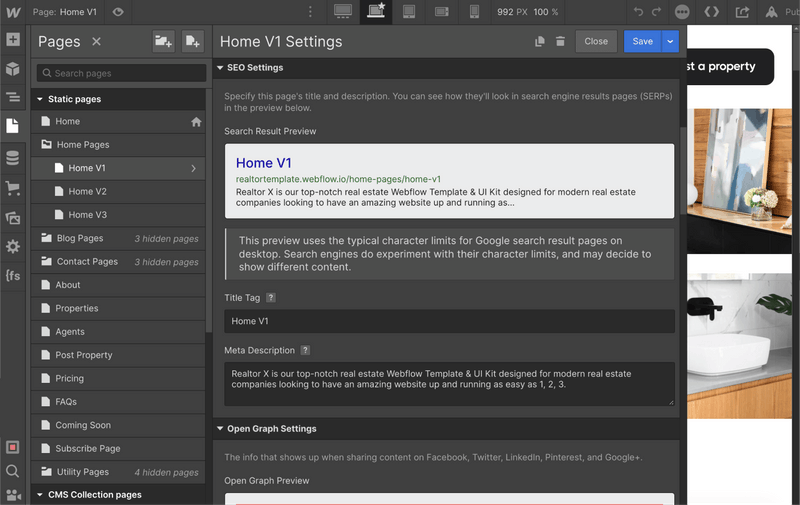 Page: Home V1
992 PX 100 %
Pub
Pages
Search pages
Static pages
Home
Home Pages
Home V1
Home V2
Home V3
Blog Pages 3 hidden pages
Contact Pages 3 hidden pages
About
Properties
Agents
Post Property
Pricing
FAQs
Coming Soon
Subscribe Page
Utility Pages 4 hidden pages
CMS Collection pages
{fs
Home V1 Settings
Close
Save
SEO Settings
Specify this page's title and description. You can see how they'll look in search engine results pages (SERPs)
in the preview below.
Search Result Preview
Home V1
realtortemplate.webflow.io/home-pages/home-v1
Realtor X is our top-notch real estate Webflow Template & UI Kit designed for modern real estate
companies looking to have an amazing website up and running as...
This preview uses the typical character limits for Google search result pages on
desktop. Search engines do experiment with their character limits, and may decide to
show different content.
Title Tag ?
Home V1
Meta Description ?
Realtor X is our top-notch real estate Webflow Template & UI Kit designed for modern real estate
companies looking to have an amazing website up and running as easy as 1, 2, 3.
Open Graph Settings
The info that shows up when sharing content on Facebook, Twitter, LinkedIn, Pinterest, and Google+.
Open Graph Preview
st a property